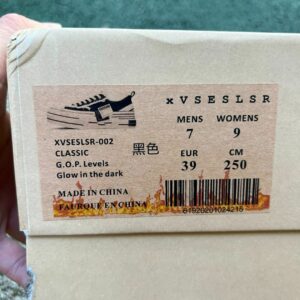 xVSESLSR
MENS WOMENS
7 9
EUR CM
39 250
XVSESLSR-002
CLASSIC
黑色
G.O.P. Levels
Glow in the dark
MADE IN CHINA
FABRIQUE EN CHINA